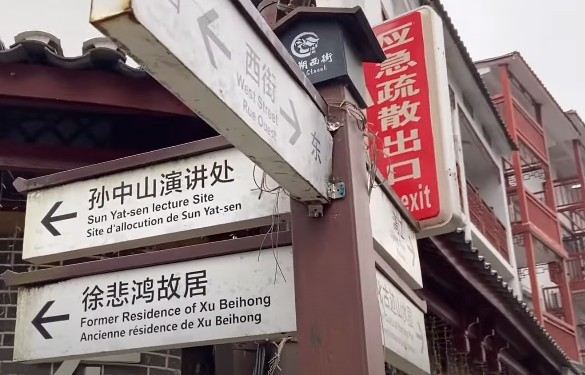 西街
West Street
Rue Ouest
东
应急疏散出口
exit
孙中山演讲处
Sun Yat-sen lecture Site
Site d'allocution de Sun Yat-sen
徐悲鸿故居
Former Residence of Xu Beihong
Ancienne résidence de Xu Beihong